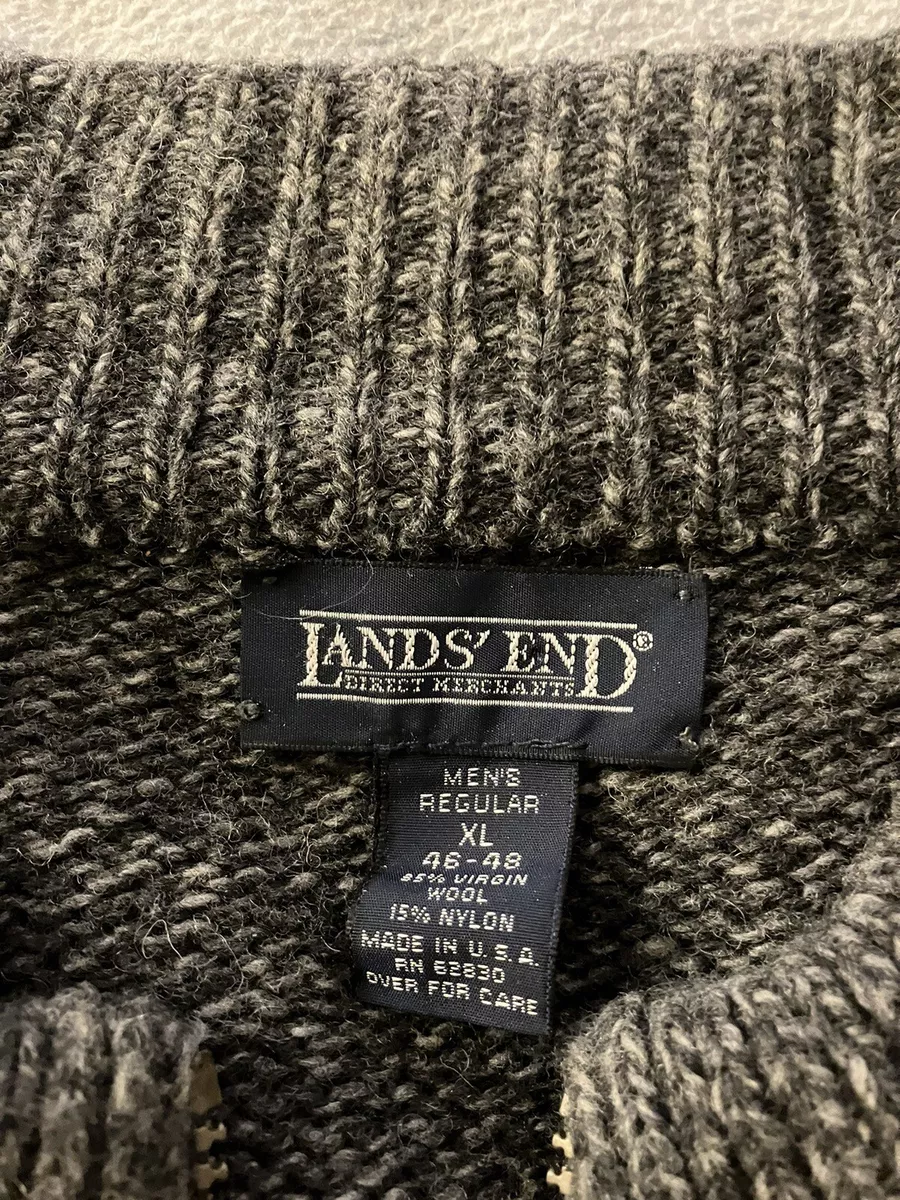 LANDS' END®
DIRECT MERCHANTS
MEN'S
REGULAR
XL
46-48
85% VIRGIN
WOOL
15% NYLON
MADE IN U.S.A.
RN 63830
OVER FOR CARE